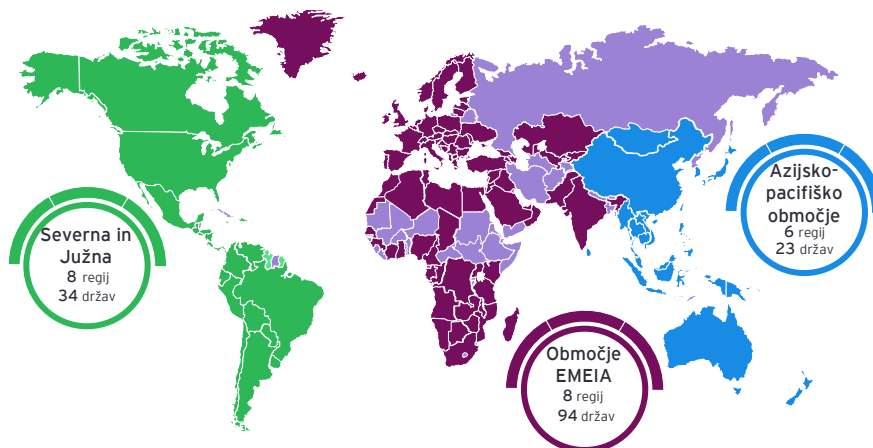 Severna in
Južna
8 regij
34 držav
Območje
EMEIA
8 regij
94 držav
Azijsko-
pacifiško
območje
6 regij
23 držav